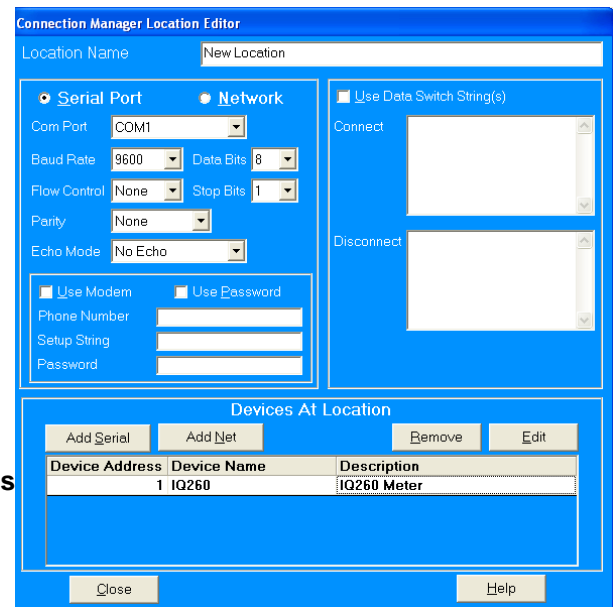 Connection Manager Location Editor
Location Name New Location
Serial Port Network
Com Port COM1
Baud Rate 9600 Data Bits 8
Flow Control None Stop Bits 1
Parity None
Echo Mode No Echo
Use Modem Use Password
Phone Number
Setup String
Password
Use Data Switch String(s)
Connect
Disconnect
Devices At Location
Add Serial Add Net Remove Edit
Device Address Device Name Description
1 IQ260 IQ260 Meter
s
Close Help